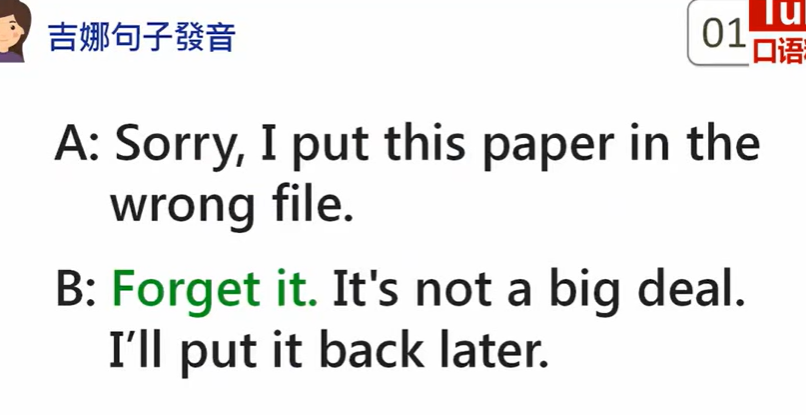 吉娜句子發音
01
口语
A: Sorry, I put this paper in the
wrong file.
B: Forget it. It's not a big deal.
I’ll put it back later.